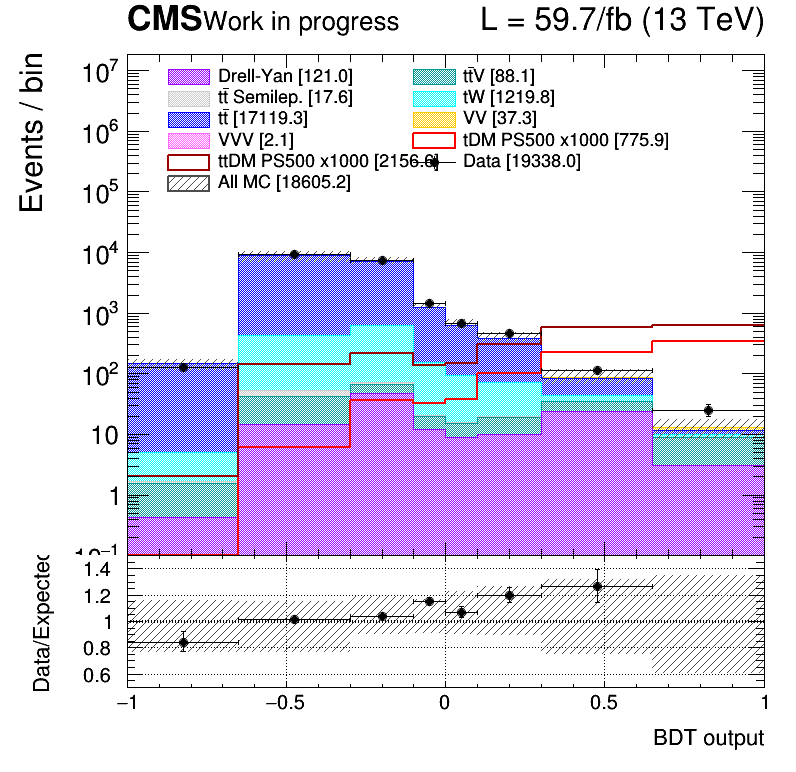 CMS Work in progress L = 59.7/fb (13 TeV)
Events / bin
10⁷
10⁶
10⁵
10⁴
10³
10²
10
1
10⁻¹
Drell-Yan [121.0] tt̄V [88.1]
tt̄ Semilep. [17.6] tW [1219.8]
tt̄ [17119.3] VV [37.3]
VVV [2.1] tDM PS500 x1000 [775.9]
ttDM PS500 x1000 [2156.6] Data [19338.0]
All MC [18605.2]
Data/Expected
1.4
1.2
1
0.8
0.6
−1 −0.5 0 0.5 1
BDT output